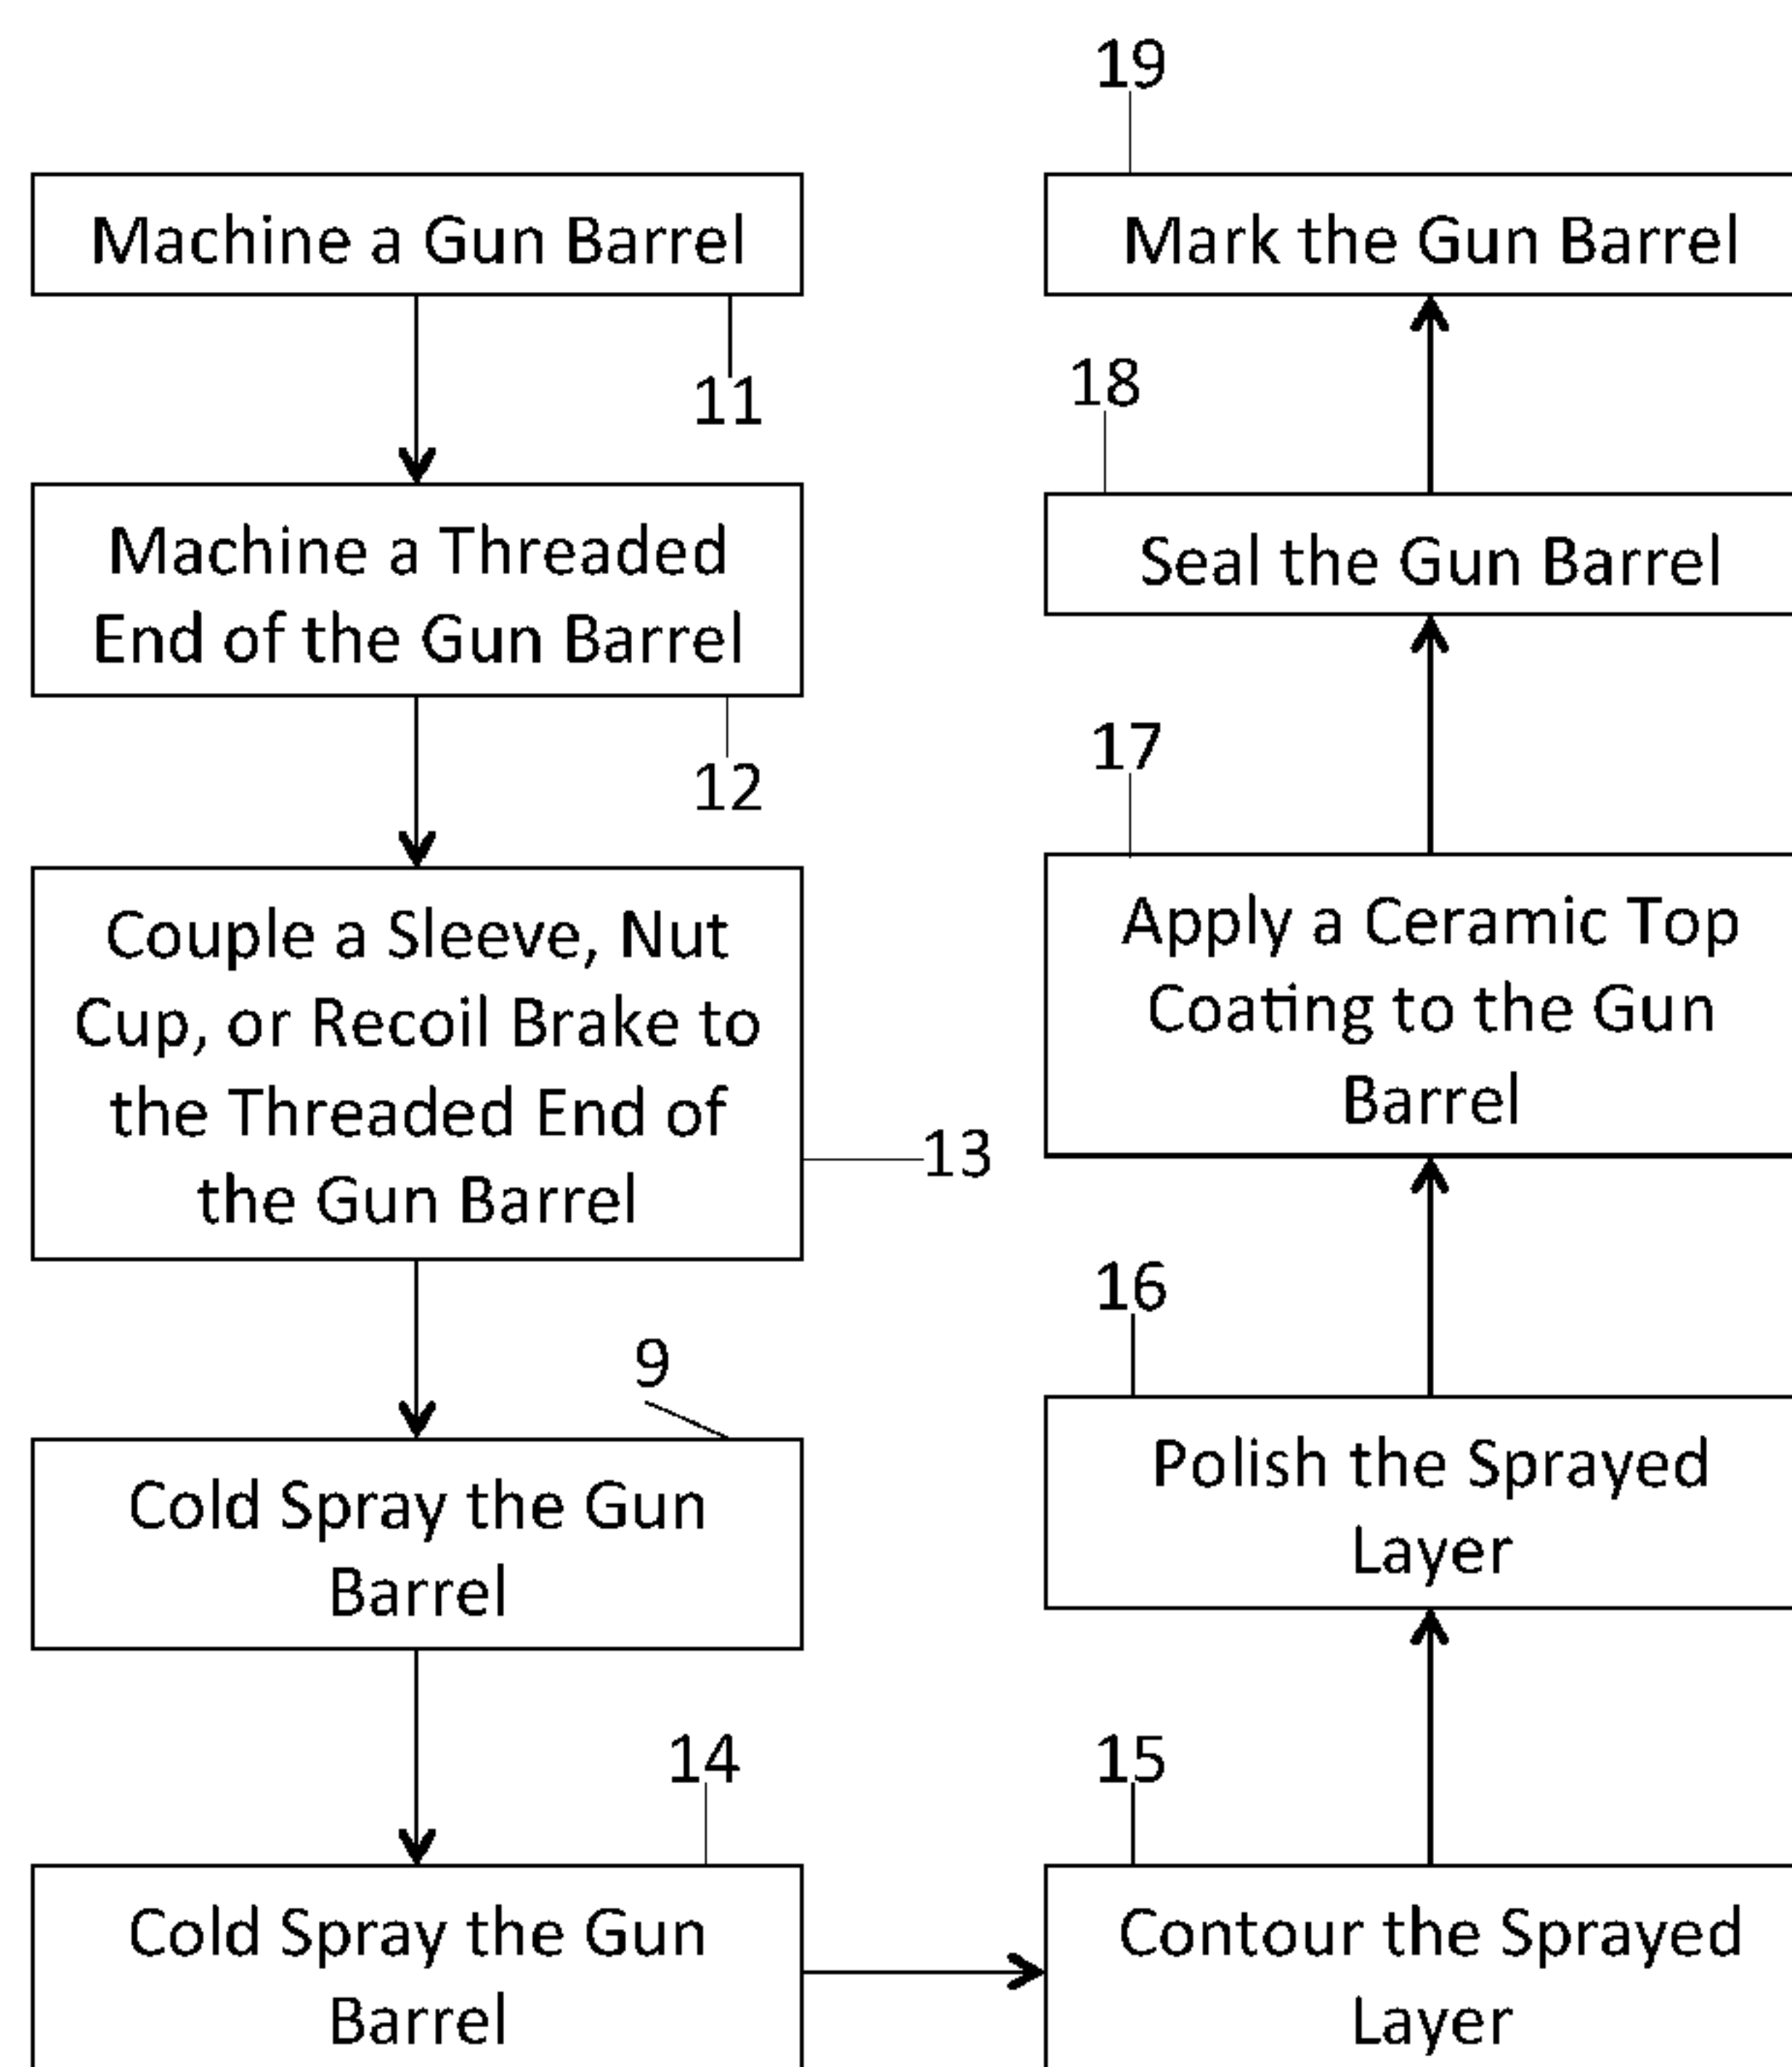 Machine a Gun Barrel
11
Machine a Threaded
End of the Gun Barrel
12
Couple a Sleeve, Nut
Cup, or Recoil Brake to
the Threaded End of
the Gun Barrel
13
9
Cold Spray the Gun
Barrel
14
Cold Spray the Gun
Barrel
15
Contour the Sprayed
Layer
16
Polish the Sprayed
Layer
17
Apply a Ceramic Top
Coating to the Gun
Barrel
18
Seal the Gun Barrel
19
Mark the Gun Barrel